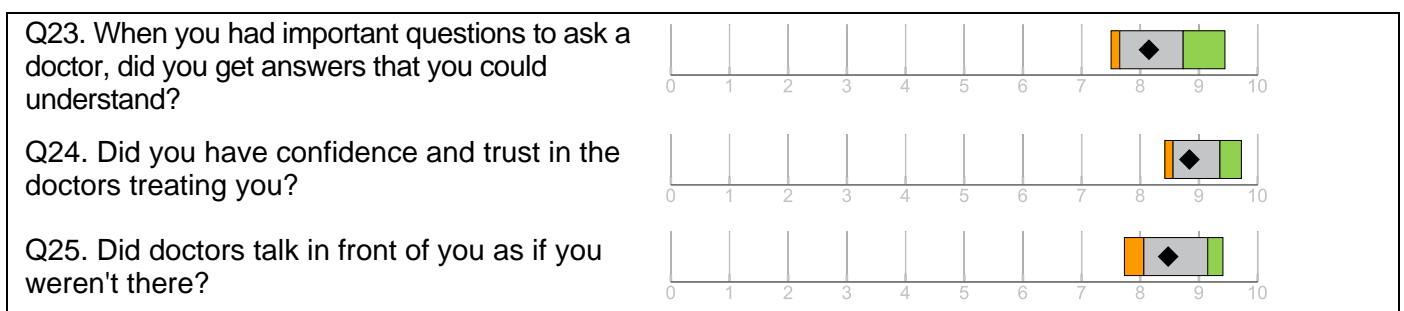 Q23. When you had important questions to ask a
doctor, did you get answers that you could
understand?
0 1 2 3 4 5 6 7 8 9 10
Q24. Did you have confidence and trust in the
doctors treating you?
0 1 2 3 4 5 6 7 8 9 10
Q25. Did doctors talk in front of you as if you
weren't there?
0 1 2 3 4 5 6 7 8 9 10